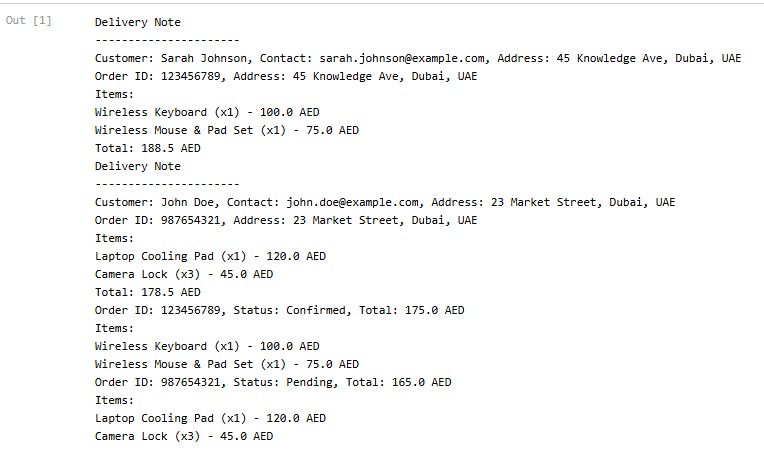 Out [1]
Delivery Note
----------------------
Customer: Sarah Johnson, Contact: sarah.johnson@example.com, Address: 45 Knowledge Ave, Dubai, UAE
Order ID: 123456789, Address: 45 Knowledge Ave, Dubai, UAE
Items:
Wireless Keyboard (x1) - 100.0 AED
Wireless Mouse & Pad Set (x1) - 75.0 AED
Total: 188.5 AED
Delivery Note
----------------------
Customer: John Doe, Contact: john.doe@example.com, Address: 23 Market Street, Dubai, UAE
Order ID: 987654321, Address: 23 Market Street, Dubai, UAE
Items:
Laptop Cooling Pad (x1) - 120.0 AED
Camera Lock (x3) - 45.0 AED
Total: 178.5 AED
Order ID: 123456789, Status: Confirmed, Total: 175.0 AED
Items:
Wireless Keyboard (x1) - 100.0 AED
Wireless Mouse & Pad Set (x1) - 75.0 AED
Order ID: 987654321, Status: Pending, Total: 165.0 AED
Items:
Laptop Cooling Pad (x1) - 120.0 AED
Camera Lock (x3) - 45.0 AED